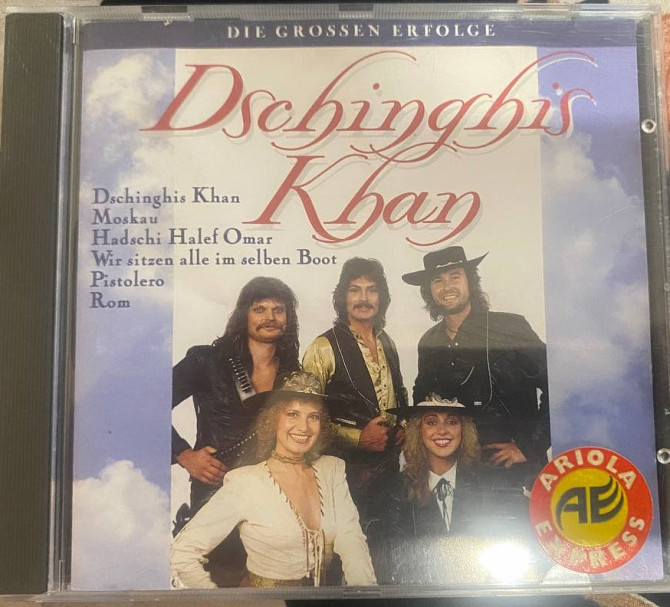 DIE GROSSEN ERFOLGE
Dschinghis
Khan
Dschinghis Khan
Moskau
Hadschi Halef Omar
Wir sitzen alle im selben Boot
Pistolero
Rom
ARIOLA
AE
EXPRESS